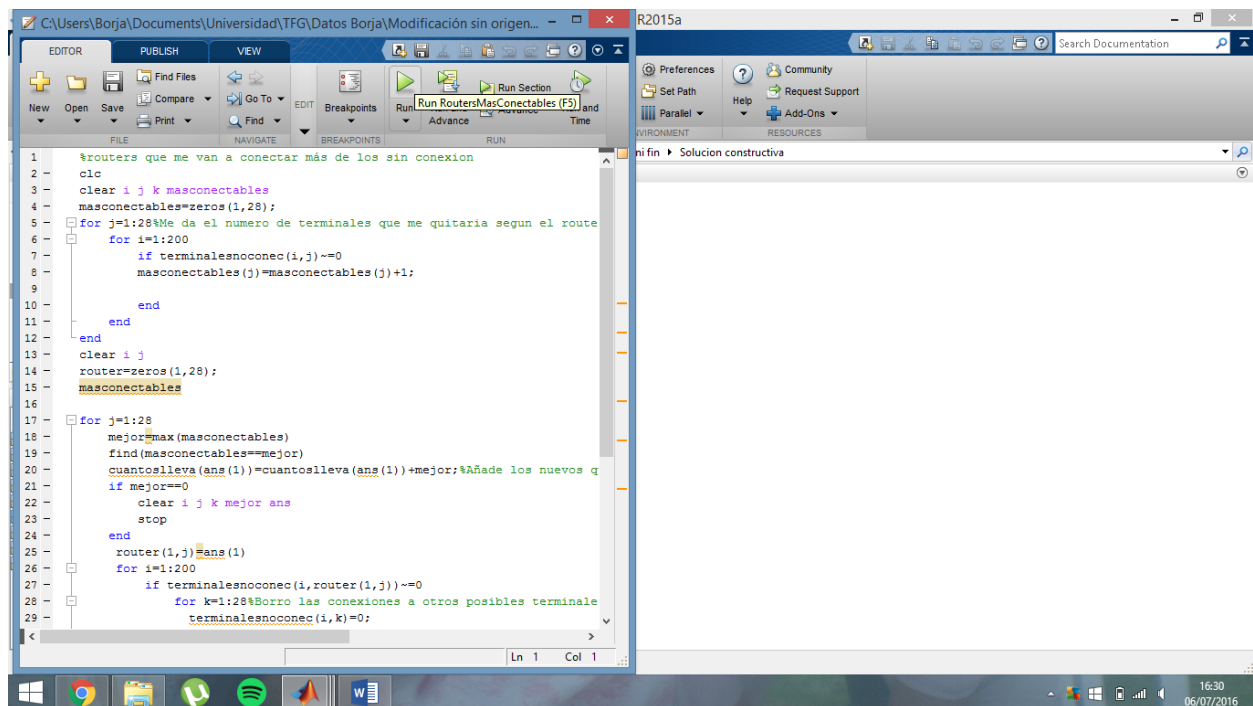 C:\Users\Borja\Documents\Universidad\TFG\Datos Borja\Modificación sin origen...
R2015a
EDITOR PUBLISH VIEW
Search Documentation
New
Open
Save
Find Files
Compare
Print
Go To
Find
EDIT
Breakpoints
Run
Run Section
Run RoutersMasConectables (F5)
Advance
Advance
and
Time
FILE NAVIGATE BREAKPOINTS RUN
Preferences
Set Path
Parallel
Help
Community
Request Support
Add-Ons
RESOURCES
ni fin Solucion constructiva
1 %routers que me van a conectar más de los sin conexion
2 - clc
3 - clear i j k masconectables
4 - masconectables=zeros(1,28);
5 - for j=1:28%Me da el numero de terminales que me quitaria segun el route
6 - for i=1:200
7 - if terminalesnoconec(i,j)~=0
8 - masconectables(j)=masconectables(j)+1;
9
10 - end
11 - end
12 - end
13 - clear i j
14 - router=zeros(1,28);
15 - masconectables
16
17 - for j=1:28
18 - mejor=max(masconectables)
19 - find(masconectables==mejor)
20 - cuantoslleva(ans(1))=cuantoslleva(ans(1))+mejor;%Añade los nuevos q
21 - if mejor==0
22 - clear i j k mejor ans
23 - stop
24 - end
25 - router(1,j)=ans(1)
26 - for i=1:200
27 - if terminalesnoconec(i,router(1,j))~=0
28 - for k=1:28%Borro las conexiones a otros posibles terminale
29 - terminalesnoconec(i,k)=0;
Ln 1 Col 1
16:30
06/07/2016